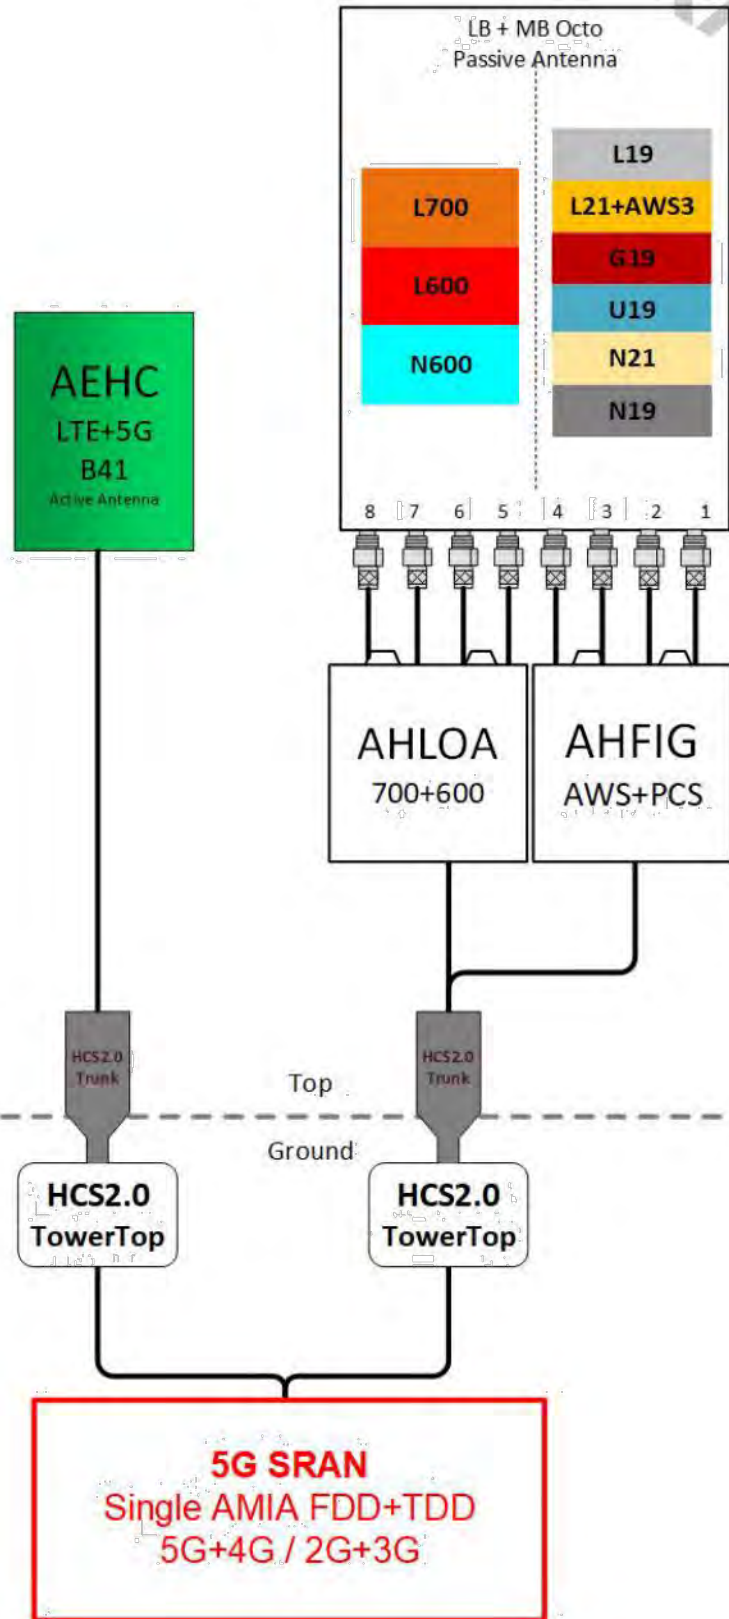 LB + MB Octo
Passive Antenna
L700
L600
N600
L19
L21+AWS3
G19
U19
N21
N19
AEHC
LTE+5G
B41
Active Antenna
8 7 6 5 4 3 2 1
AHLOA
700+600
AHFIG
AWS+PCS
HCS2.0
Trunk
HCS2.0
Trunk
Top
Ground
HCS2.0
TowerTop
HCS2.0
TowerTop
5G SRAN
Single AMIA FDD+TDD
5G+4G / 2G+3G